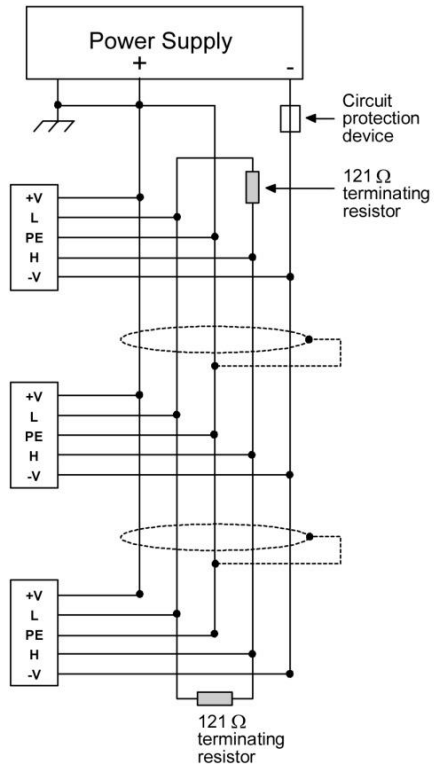 Power Supply
+
-
Circuit
protection
device
121 Ω
terminating
resistor
+V
L
PE
H
-V
+V
L
PE
H
-V
+V
L
PE
H
-V
121 Ω
terminating
resistor